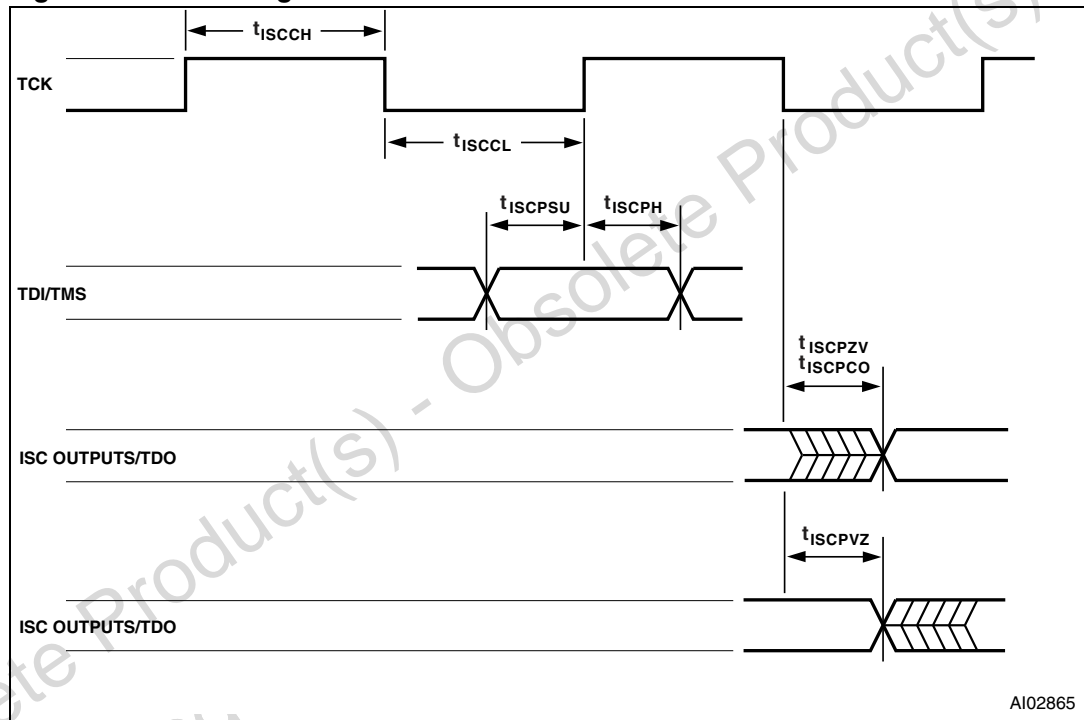 tISCCH
TCK
tISCCL
tISCPSU
tISCPH
TDI/TMS
tISCPZV
tISCPCO
ISC OUTPUTS/TDO
tISCPVZ
ISC OUTPUTS/TDO
AI02865
Obsolete Product(s) - Obsolete Product(s)